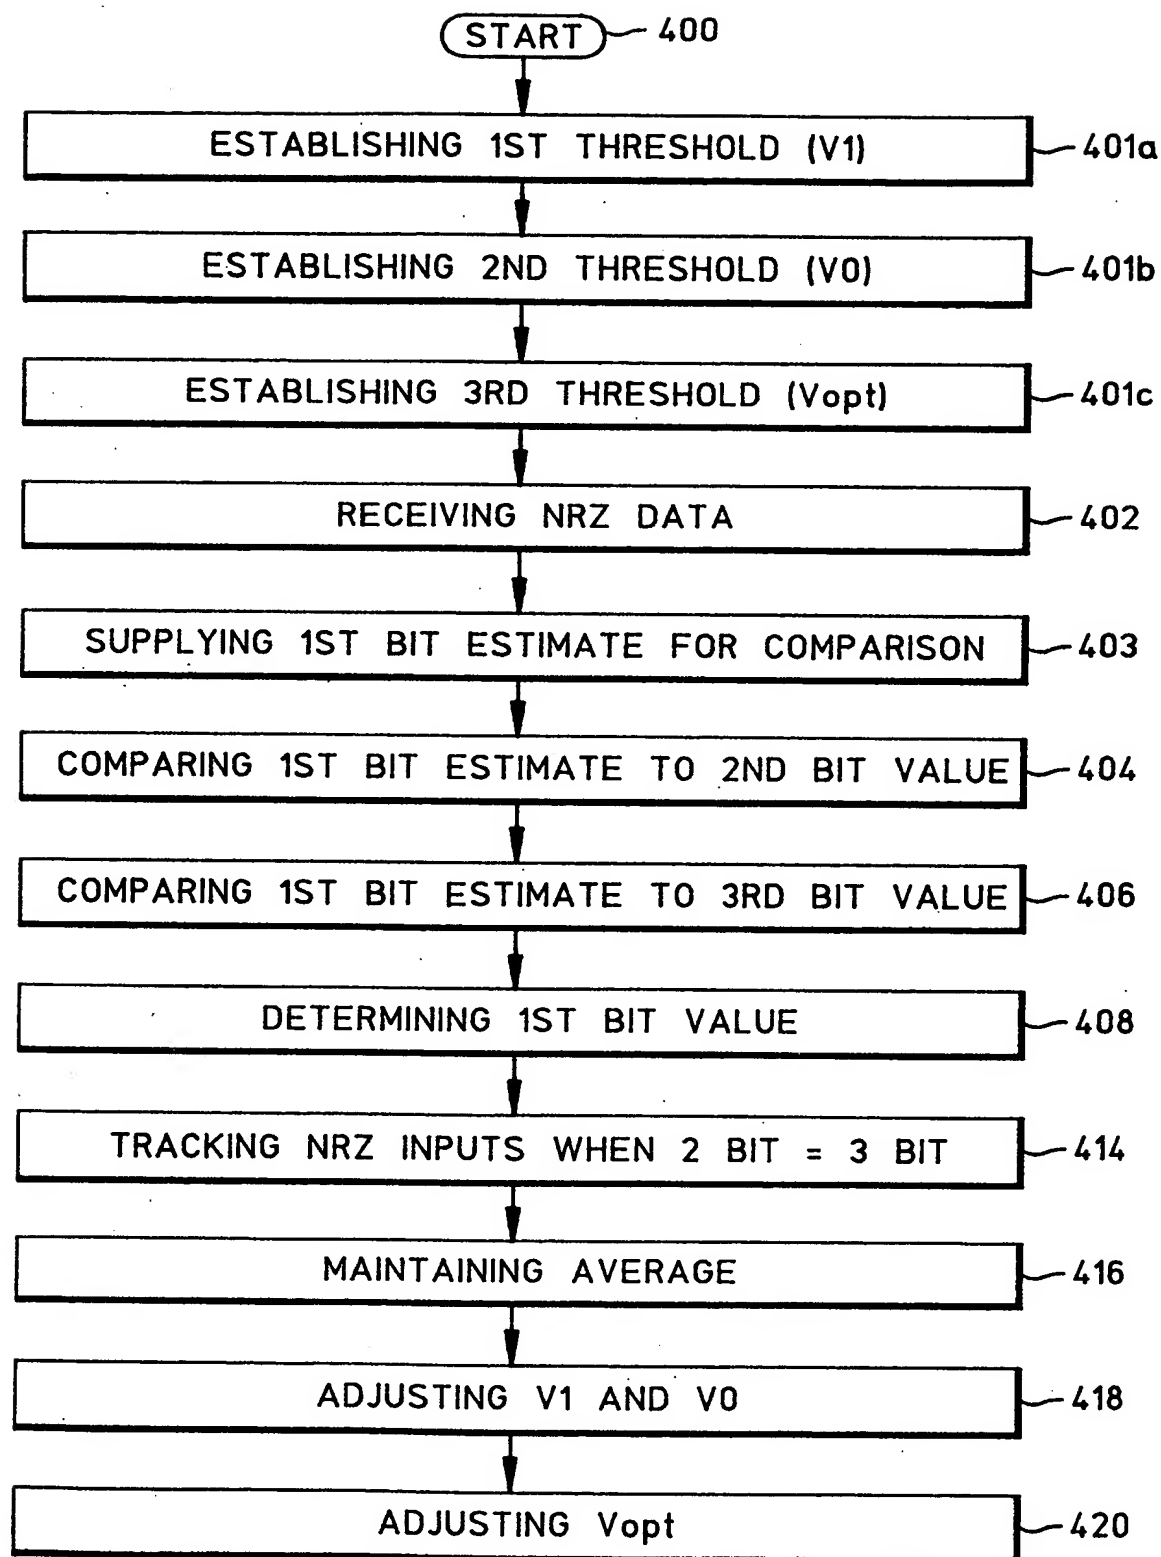 START 400
ESTABLISHING 1ST THRESHOLD (V1) 401a
ESTABLISHING 2ND THRESHOLD (V0) 401b
ESTABLISHING 3RD THRESHOLD (Vopt) 401c
RECEIVING NRZ DATA 402
SUPPLYING 1ST BIT ESTIMATE FOR COMPARISON 403
COMPARING 1ST BIT ESTIMATE TO 2ND BIT VALUE 404
COMPARING 1ST BIT ESTIMATE TO 3RD BIT VALUE 406
DETERMINING 1ST BIT VALUE 408
TRACKING NRZ INPUTS WHEN 2 BIT = 3 BIT 414
MAINTAINING AVERAGE 416
ADJUSTING V1 AND V0 418
ADJUSTING Vopt 420